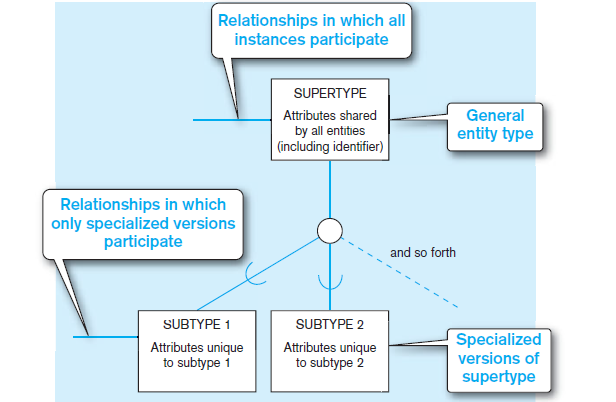 Relationships in which all
instances participate
SUPERTYPE
Attributes shared
by all entities
(including identifier)
General
entity type
Relationships in which
only specialized versions
participate
and so forth
SUBTYPE 1
Attributes unique
to subtype 1
SUBTYPE 2
Attributes unique
to subtype 2
Specialized
versions of
supertype